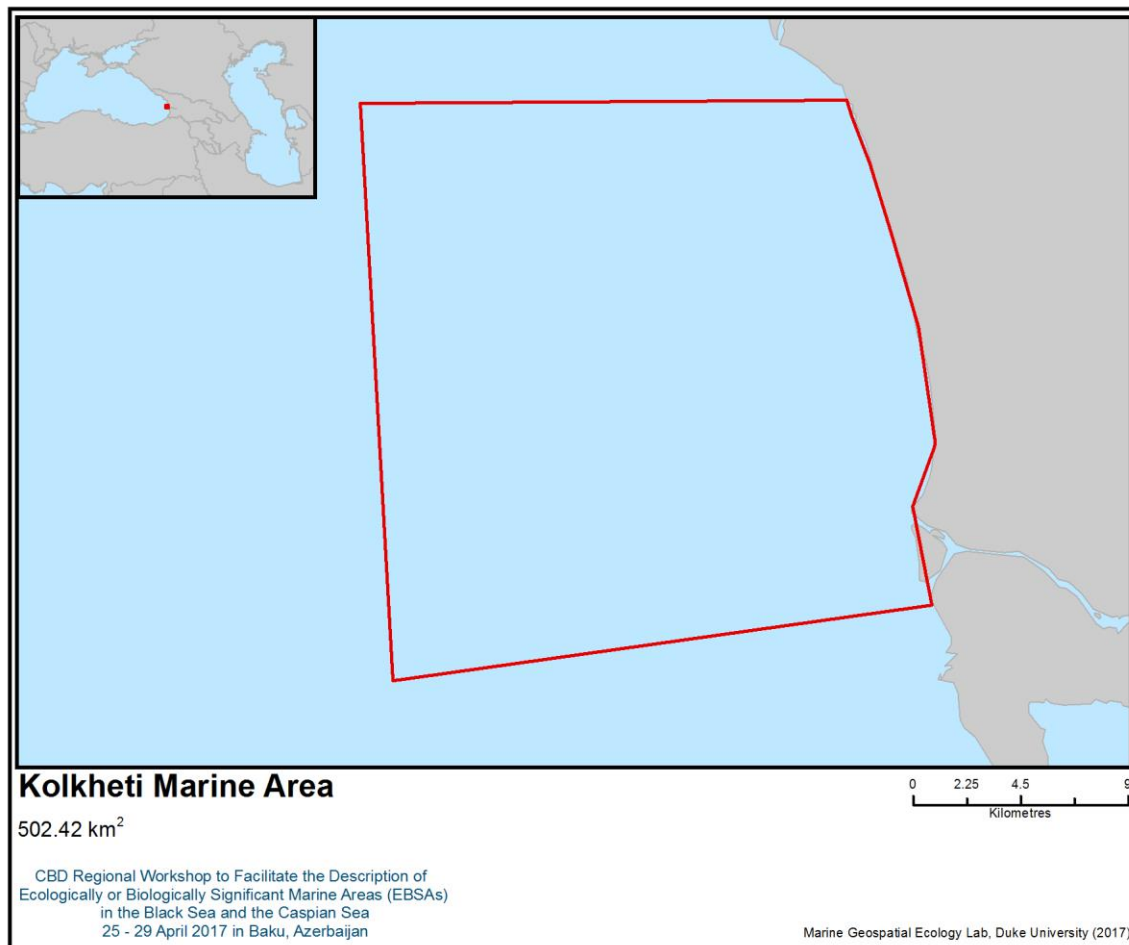 Kolkheti Marine Area
502.42 km²
0 2.25 4.5 9
Kilometres
CBD Regional Workshop to Facilitate the Description of
Ecologically or Biologically Significant Marine Areas (EBSAs)
in the Black Sea and the Caspian Sea
25 - 29 April 2017 in Baku, Azerbaijan
Marine Geospatial Ecology Lab, Duke University (2017)